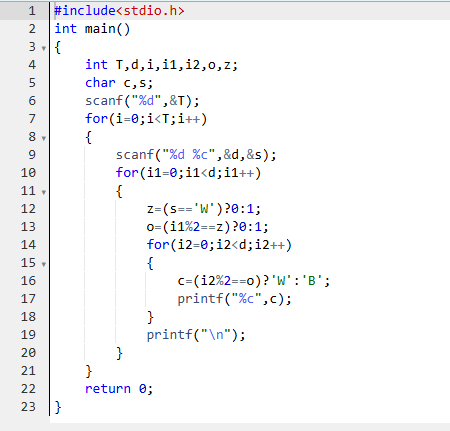 1 #include<stdio.h>
2 int main()
3 {
4     int T,d,i,i1,i2,o,z;
5     char c,s;
6     scanf("%d",&T);
7     for(i=0;i<T;i++)
8     {
9         scanf("%d %c",&d,&s);
10         for(i1=0;i1<d;i1++)
11         {
12             z=(s=='W')?0:1;
13             o=(i1%2==z)?0:1;
14             for(i2=0;i2<d;i2++)
15             {
16                 c=(i2%2==o)?'W':'B';
17                 printf("%c",c);
18             }
19             printf("\n");
20         }
21     }
22     return 0;
23 }